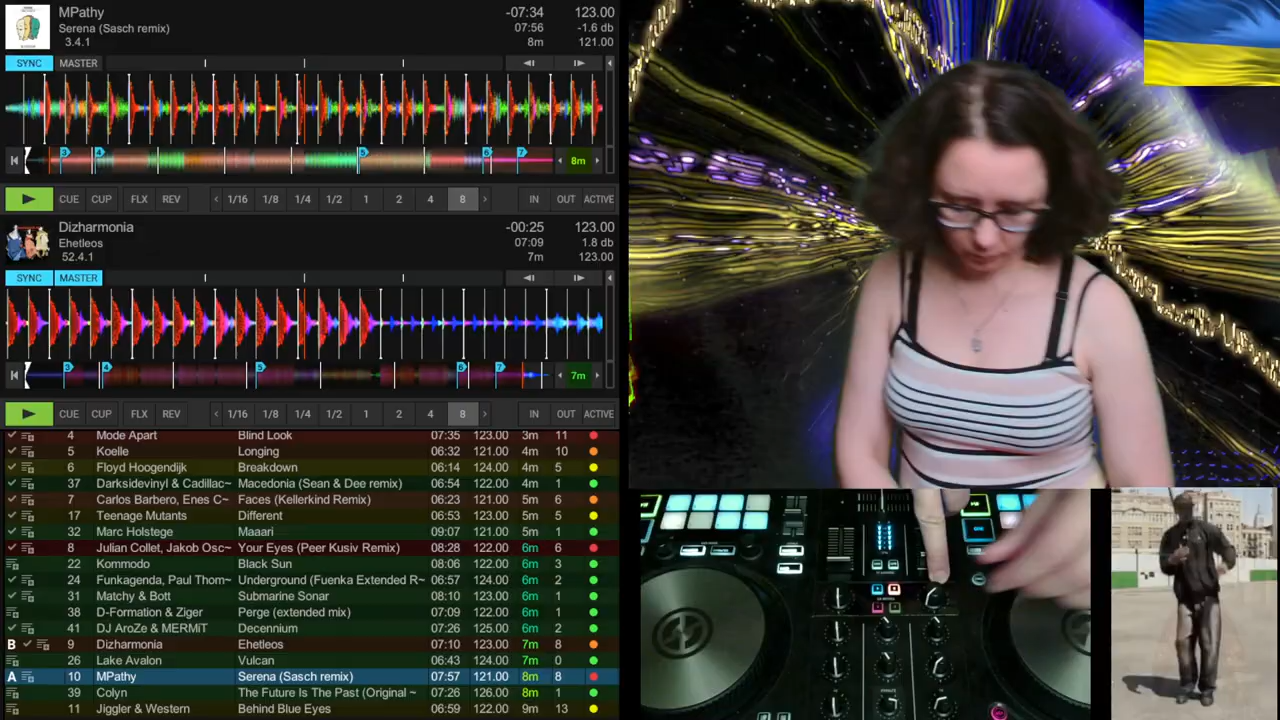 MPathy -07:34 123.00
Serena (Sasch remix) 07:56 -1.6 db
3.4.1 8m 121.00
SYNC MASTER
3 4 5 6 7 8m
CUE CUP FLX REV 1/16 1/8 1/4 1/2 1 2 4 8 IN OUT ACTIVE
Dizharmonia -00:25 123.00
Ehetleos 07:09 1.8 db
52.4.1 7m 123.00
SYNC MASTER
3 4 5 6 7 7m
CUE CUP FLX REV 1/16 1/8 1/4 1/2 1 2 4 8 IN OUT ACTIVE
4 Mode Apart Blind Look 07:35 123.00 3m 11
5 Koelle Longing 06:32 121.00 4m 10
6 Floyd Hoogendijk Breakdown 06:14 124.00 4m 5
37 Darksidevinyl & Cadillac~ Macedonia (Sean & Dee remix) 06:54 122.00 4m 1
7 Carlos Barbero, Enes C~ Faces (Kellerkind Remix) 06:23 121.00 5m 6
17 Teenage Mutants Different 06:53 123.00 5m 5
32 Marc Holstege Maaari 09:07 121.00 5m 1
8 Julian Collet, Jakob Osc~ Your Eyes (Peer Kusiv Remix) 08:28 122.00 6m 6
22 Kommodo Black Sun 08:06 122.00 6m 3
24 Funkagenda, Paul Thom~ Underground (Fuenka Extended R~ 06:57 124.00 6m 2
31 Matchy & Bott Submarine Sonar 08:10 123.00 6m 1
38 D-Formation & Ziger Perge (extended mix) 07:09 122.00 6m 1
41 DJ AroZe & MERMiT Decennium 07:26 125.00 6m 2
B 9 Dizharmonia Ehetleos 07:10 123.00 7m 8
26 Lake Avalon Vulcan 06:43 124.00 7m 0
A 10 MPathy Serena (Sasch remix) 07:57 121.00 8m 8
39 Colyn The Future Is The Past (Original ~ 07:26 126.00 8m 1
11 Jiggler & Western Behind Blue Eyes 06:59 122.00 9m 13